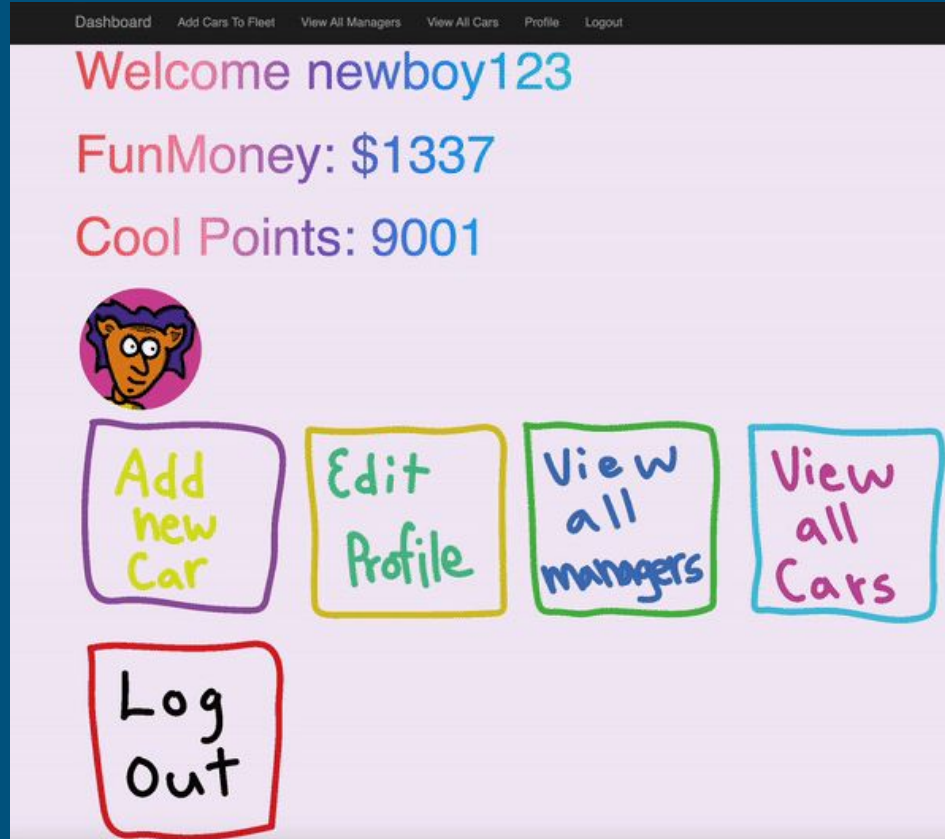 Dashboard Add Cars To Fleet View All Managers View All Cars Profile Logout
Welcome newboy123
FunMoney: $1337
Cool Points: 9001
Add
new
Car
Edit
Profile
View
all
managers
View
all
Cars
Log
Out